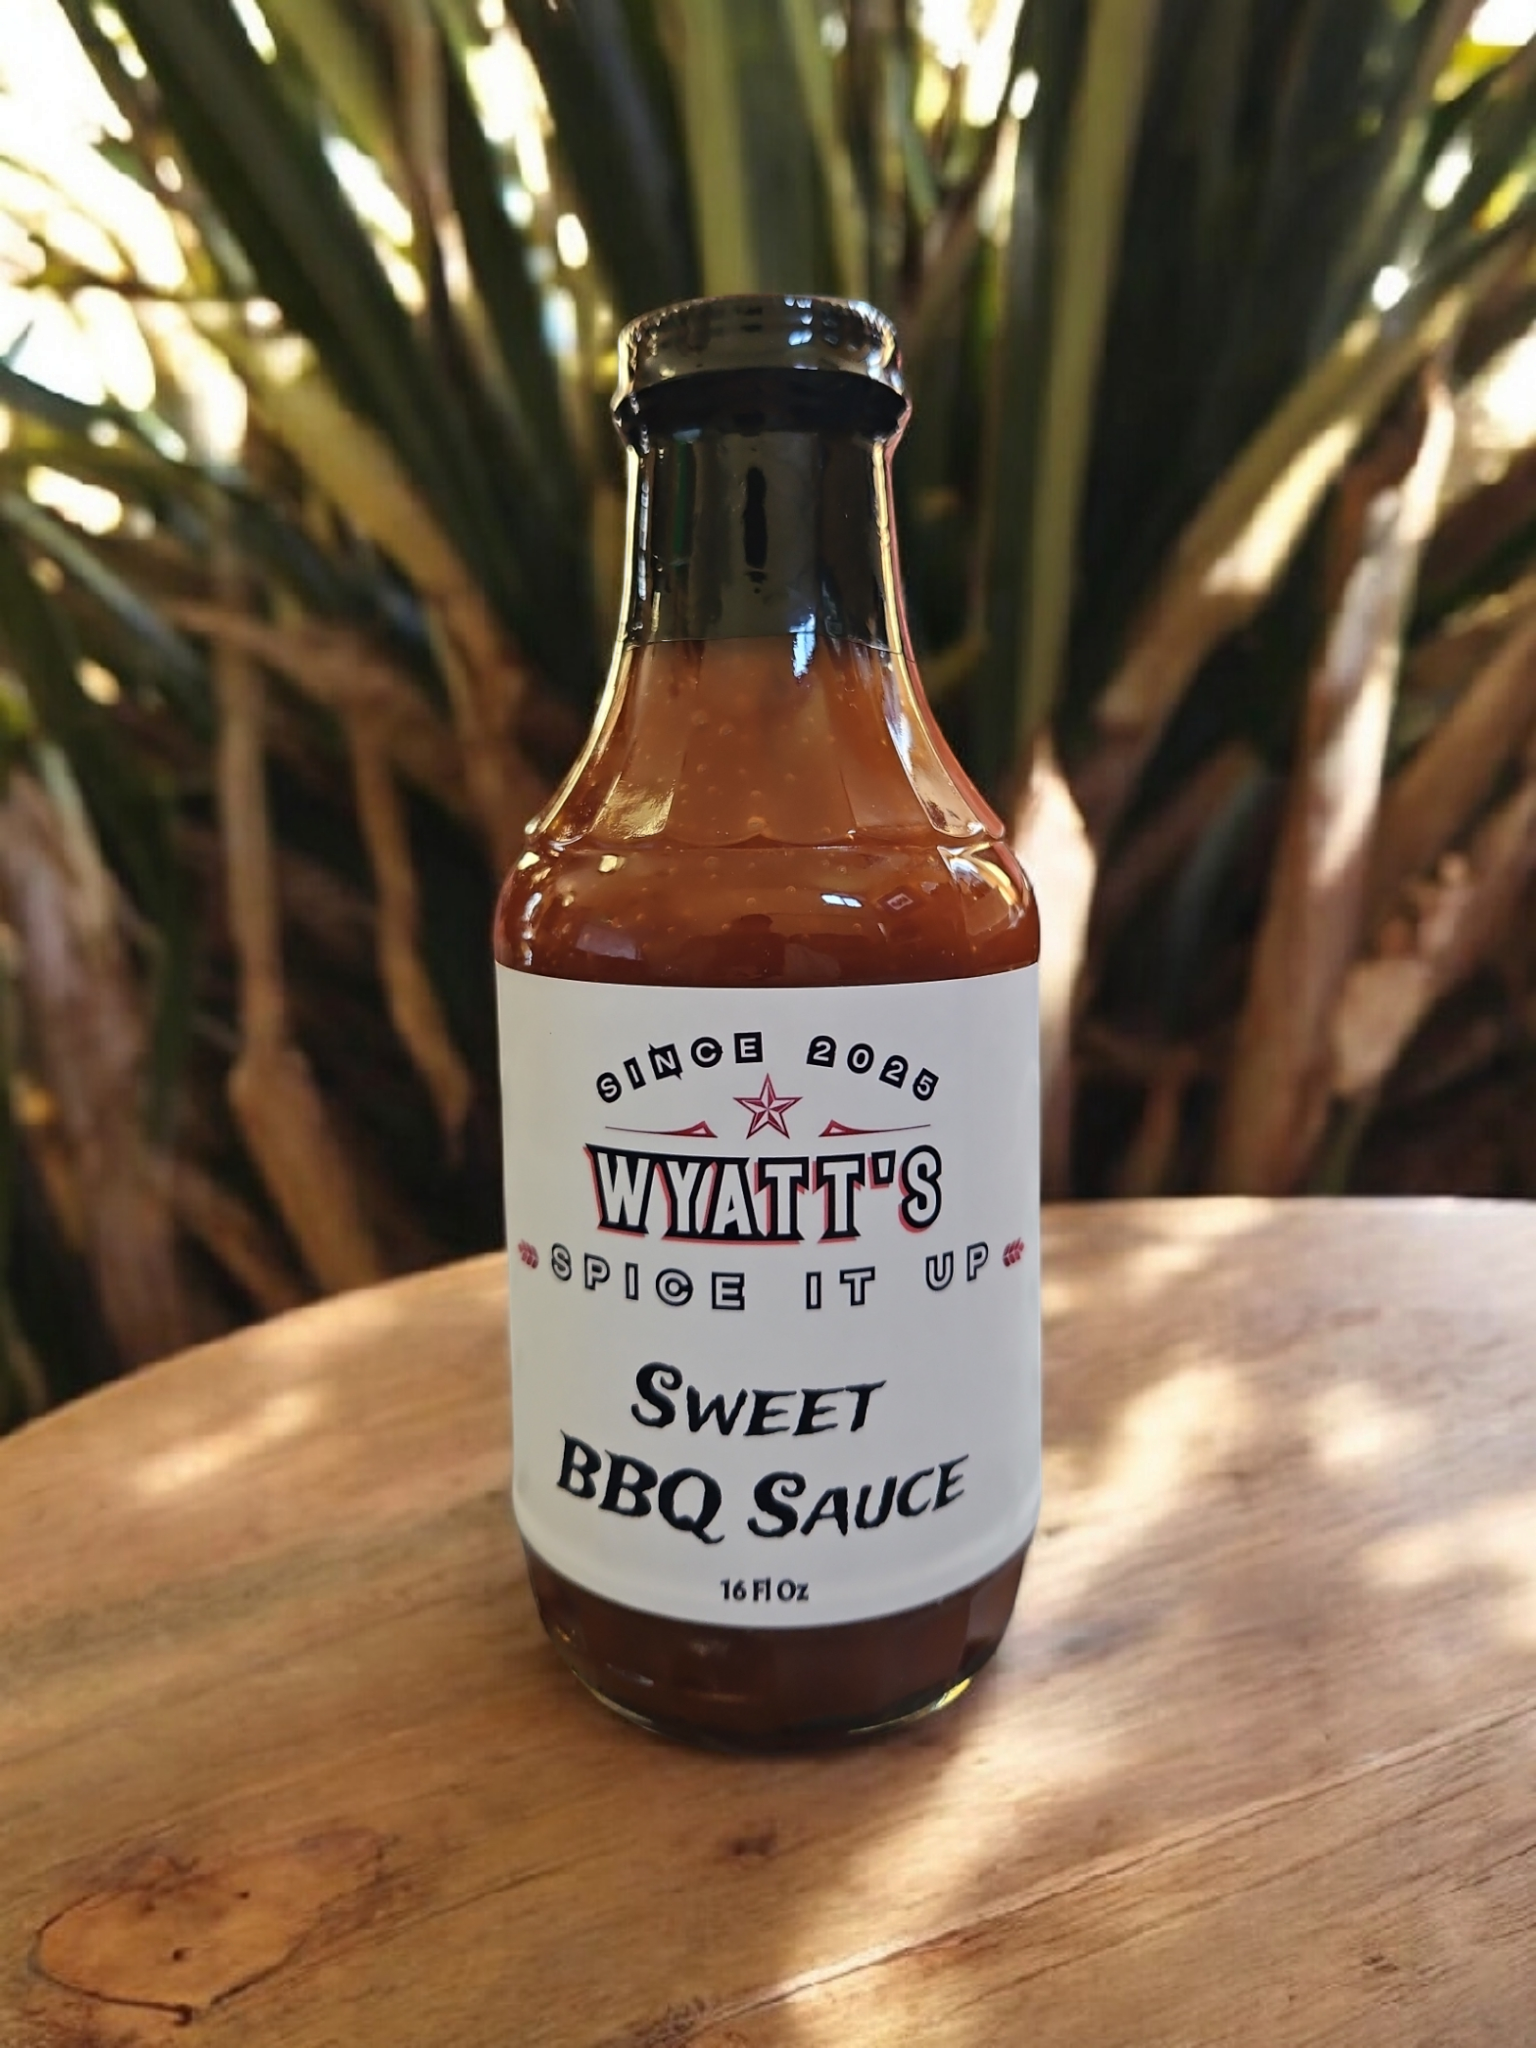 SINCE 2025
WYATT'S
SPICE IT UP
SWEET
BBQ SAUCE
16 Fl Oz